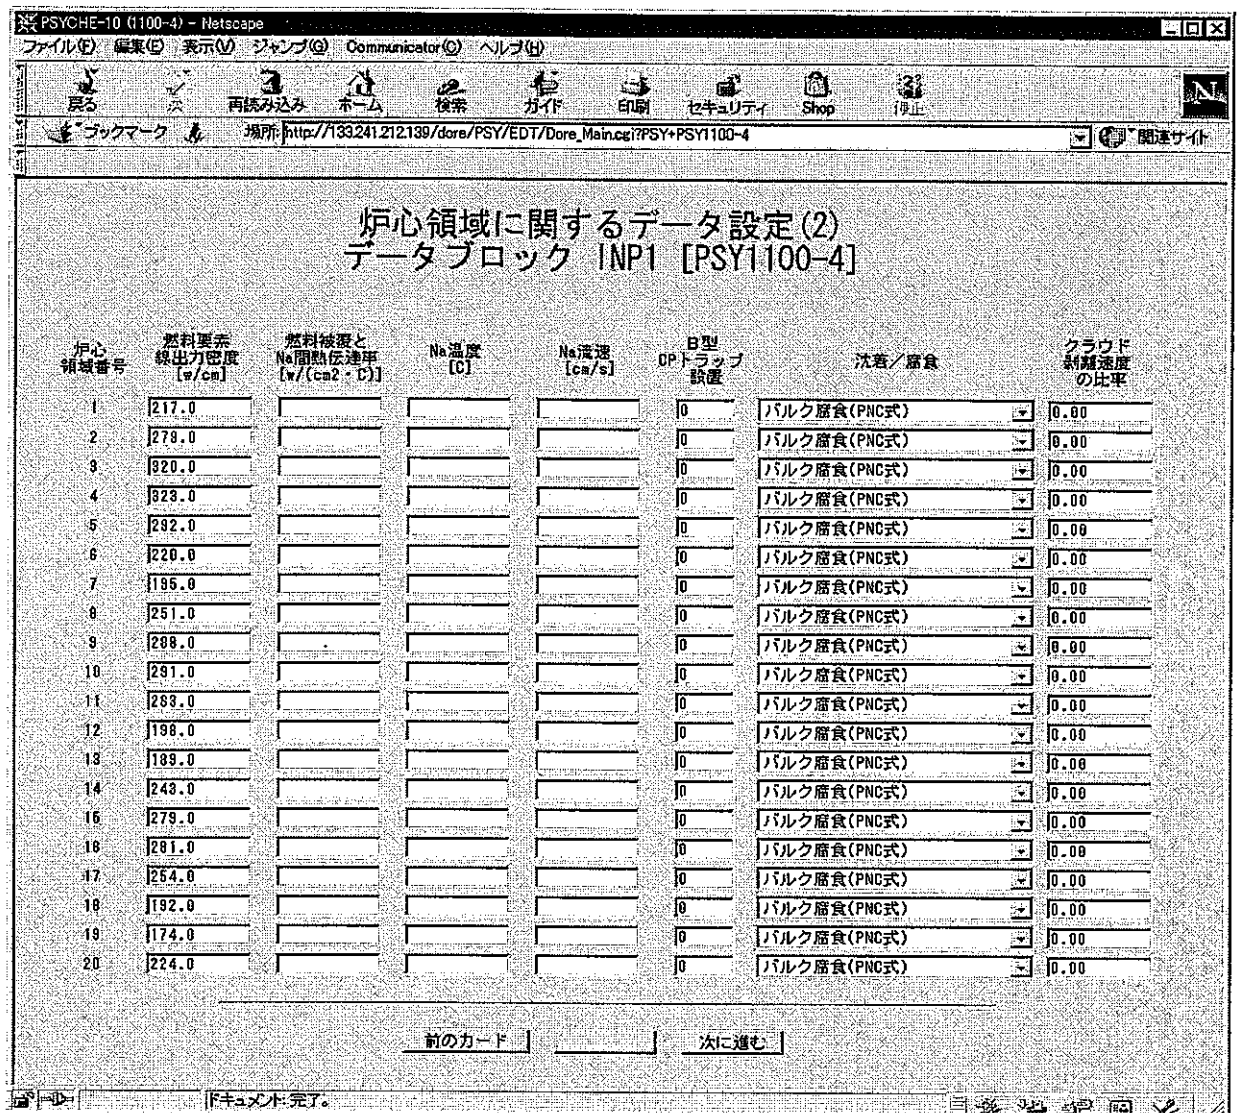 PSYCHE-10 (1100-4) - Netscape
ファイル(F) 編集(E) 表示(V) ジャンプ(G) Communicator(C) ヘルプ(H)
戻る 次 再読み込み ホーム 検索 ガイド 印刷 セキュリティ Shop 停止
N
ブックマーク 場所: http://133.241.212.139/dore/PSY/EDT/Dore_Main.cgi?PSY+PSY1100-4 関連サイト
炉心領域に関するデータ設定(2)
データブロック INP1 [PSY1100-4]
炉心
領域番号
燃料要素
線出力密度
[w/cm]
燃料被覆と
Na間熱伝達率
[w/(cm2・C)]
Na温度
[C]
Na流速
[cm/s]
B型
CPトラップ
設置
沈着/腐食
クラウド
剥離速度
の比率
1 217.0 0 バルク腐食(PNC式) 0.00
2 279.0 0 バルク腐食(PNC式) 0.00
3 320.0 0 バルク腐食(PNC式) 0.00
4 323.0 0 バルク腐食(PNC式) 0.00
5 292.0 0 バルク腐食(PNC式) 0.00
6 220.0 0 バルク腐食(PNC式) 0.00
7 195.0 0 バルク腐食(PNC式) 0.00
8 251.0 0 バルク腐食(PNC式) 0.00
9 288.0 0 バルク腐食(PNC式) 0.00
10 291.0 0 バルク腐食(PNC式) 0.00
11 283.0 0 バルク腐食(PNC式) 0.00
12 198.0 0 バルク腐食(PNC式) 0.00
13 189.0 0 バルク腐食(PNC式) 0.00
14 243.0 0 バルク腐食(PNC式) 0.00
15 279.0 0 バルク腐食(PNC式) 0.00
16 281.0 0 バルク腐食(PNC式) 0.00
17 254.0 0 バルク腐食(PNC式) 0.00
18 192.0 0 バルク腐食(PNC式) 0.00
19 174.0 0 バルク腐食(PNC式) 0.00
20 224.0 0 バルク腐食(PNC式) 0.00
前のカード 次に進む
ドキュメント:完了。